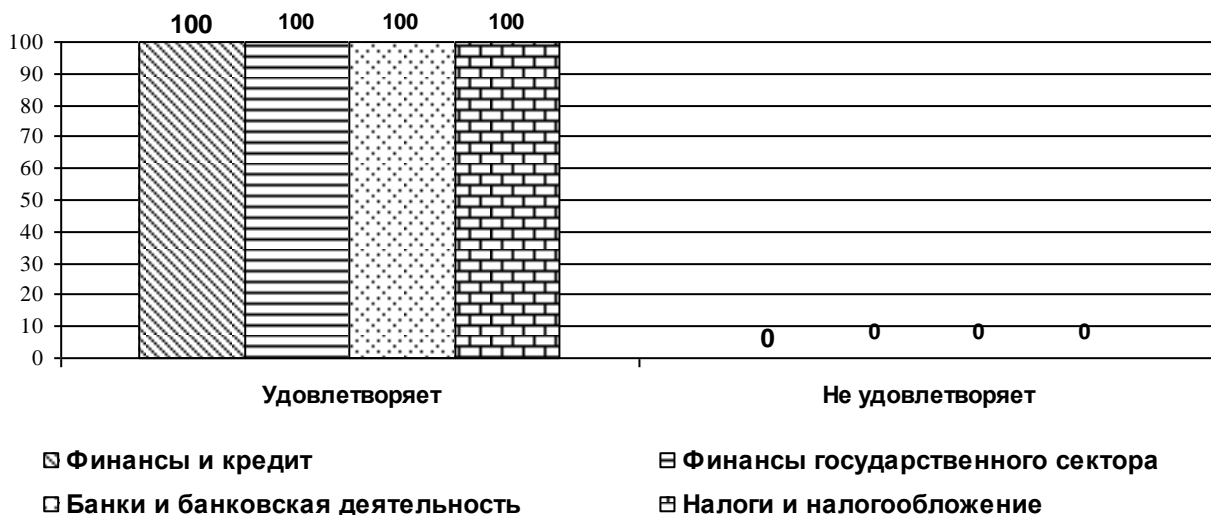 100 100 100 100
100
90
80
70
60
50
40
30
20
10
0
0 0 0 0
Удовлетворяет Не удовлетворяет
Финансы и кредит Финансы государственного сектора
Банки и банковская деятельность Налоги и налогообложение